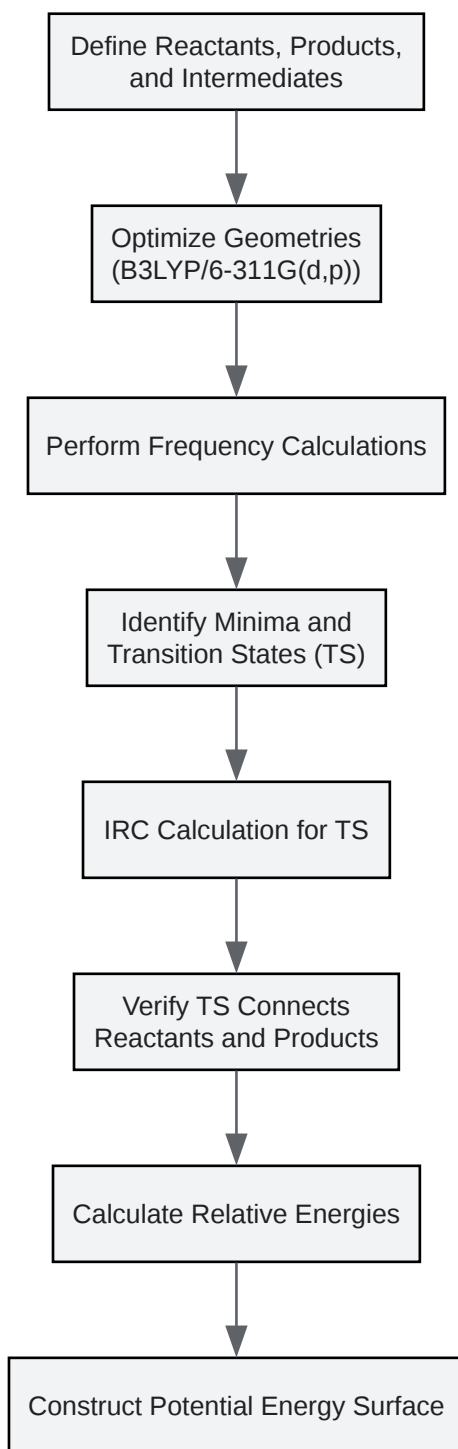 Define Reactants, Products,
and Intermediates
Optimize Geometries
(B3LYP/6-311G(d,p))
Perform Frequency Calculations
Identify Minima and
Transition States (TS)
IRC Calculation for TS
Verify TS Connects
Reactants and Products
Calculate Relative Energies
Construct Potential Energy Surface